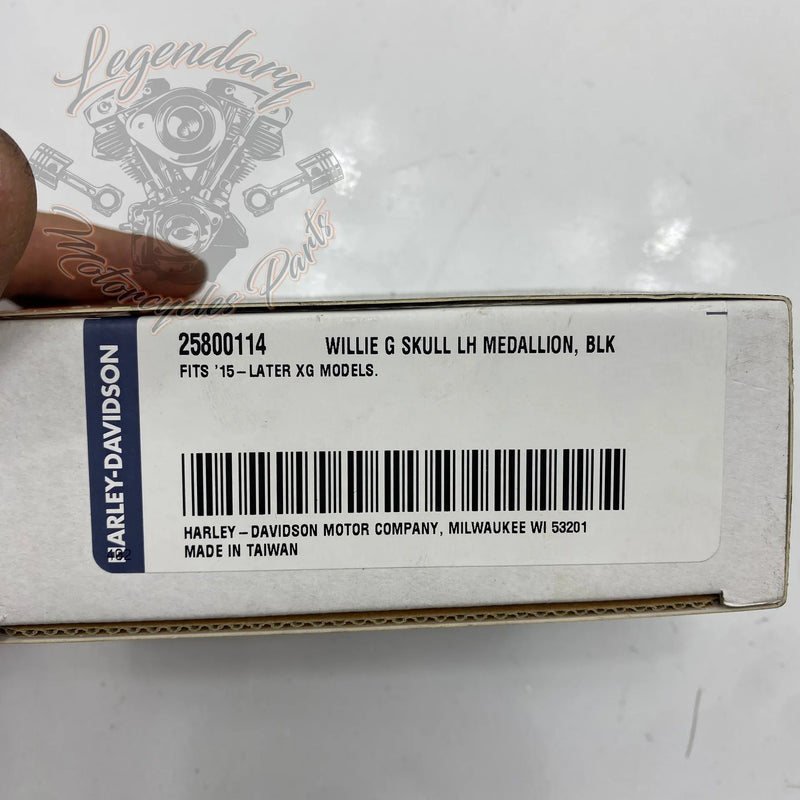 Legendary
Motorcycles Parts
HARLEY-DAVIDSON
25800114 WILLIE G SKULL LH MEDALLION, BLK
FITS '15-LATER XG MODELS.
HARLEY-DAVIDSON MOTOR COMPANY, MILWAUKEE WI 53201
MADE IN TAIWAN